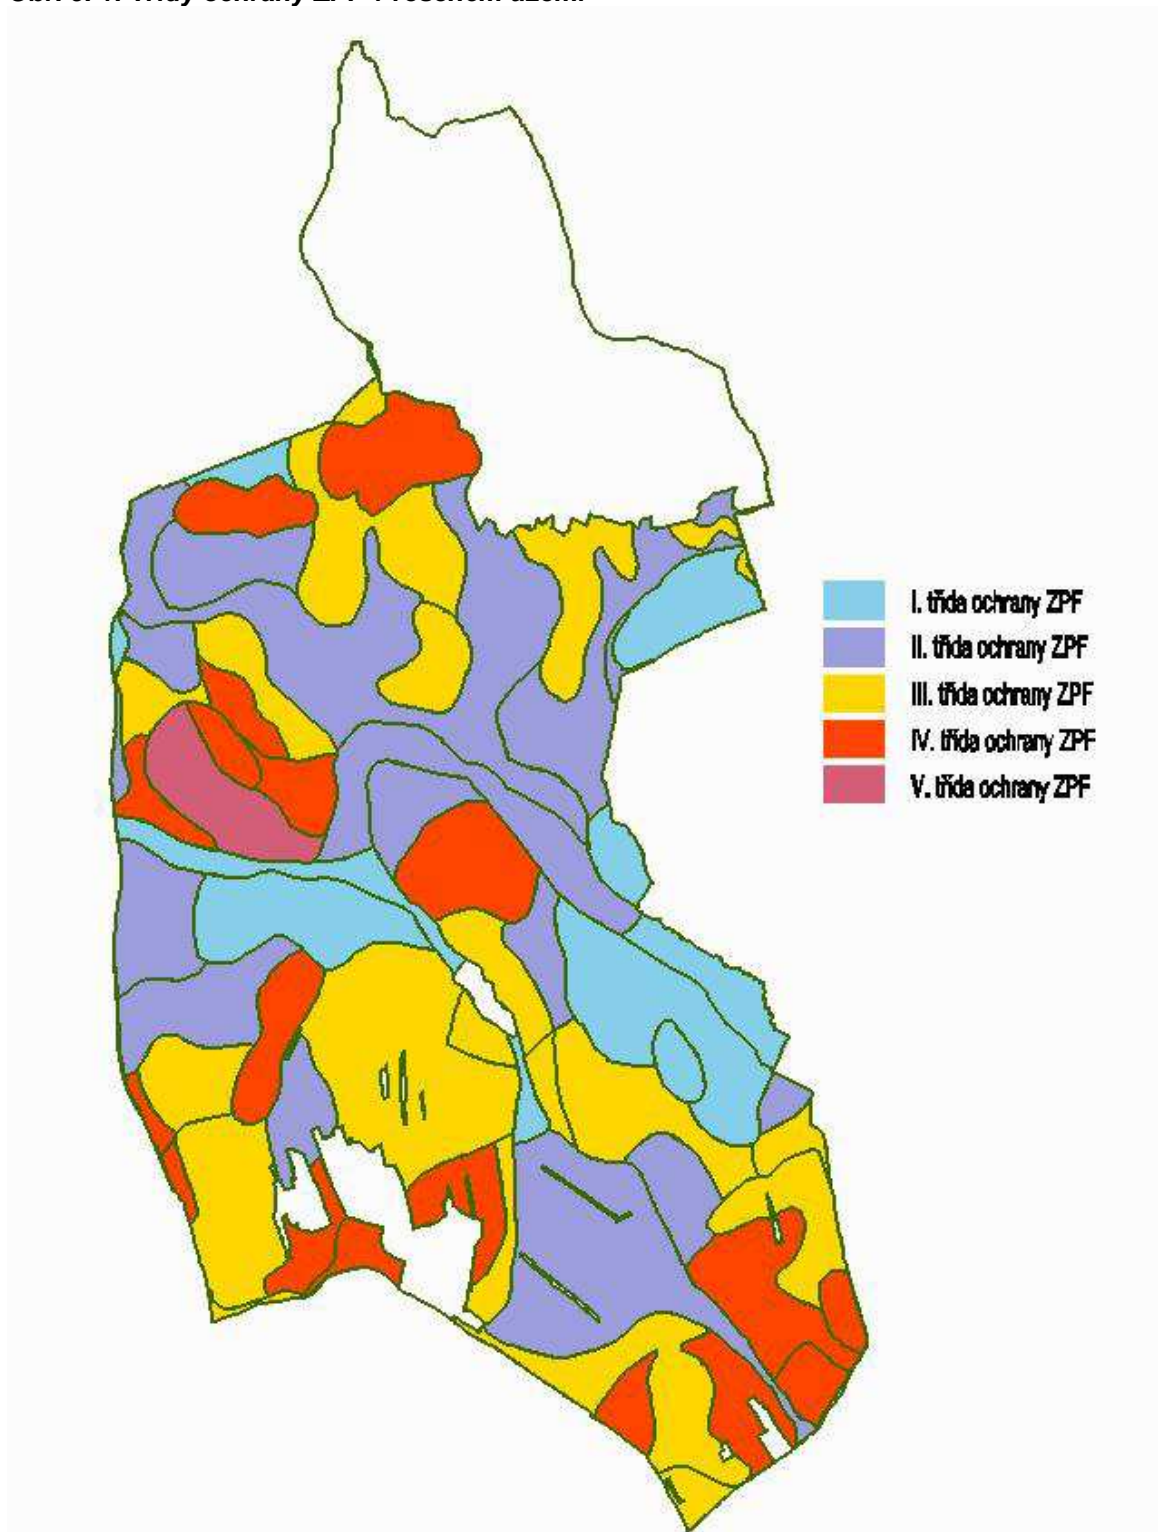 I. třída ochrany ZPF
II. třída ochrany ZPF
III. třída ochrany ZPF
IV. třída ochrany ZPF
V. třída ochrany ZPF